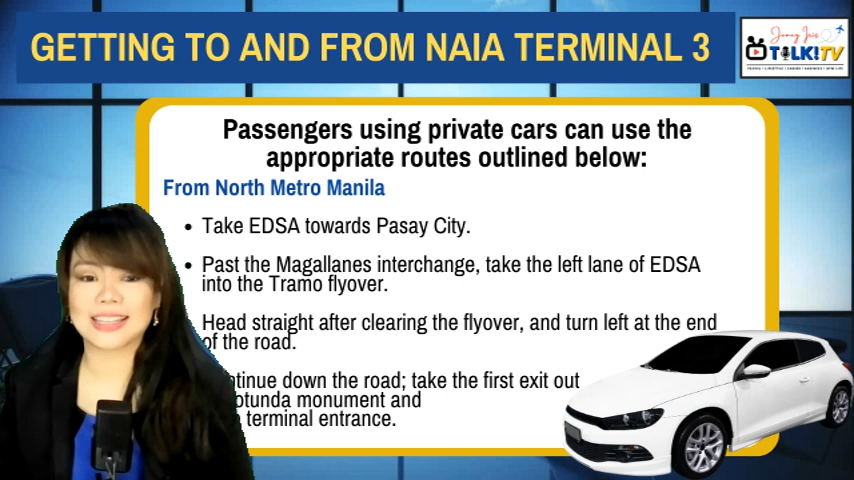 GETTING TO AND FROM NAIA TERMINAL 3
TALK!TV
Passengers using private cars can use the
appropriate routes outlined below:
From North Metro Manila
• Take EDSA towards Pasay City.
• Past the Magallanes interchange, take the left lane of EDSA
into the Tramo flyover.
Head straight after clearing the flyover, and turn left at the end
of the road.
down the road; take the first exit out
monument and
terminal entrance.